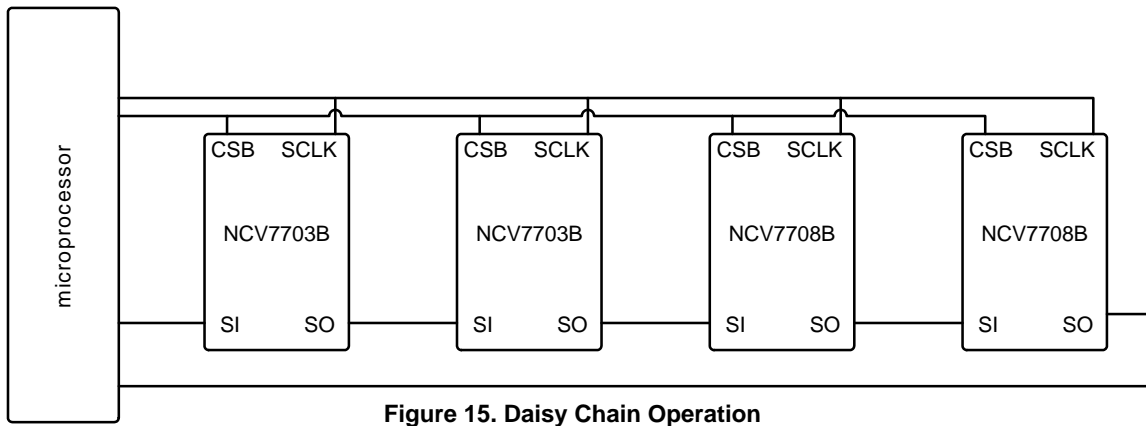 microprocessor
CSB SCLK
NCV7703B
SI SO
CSB SCLK
NCV7703B
SI SO
CSB SCLK
NCV7708B
SI SO
CSB SCLK
NCV7708B
SI SO
Figure 15. Daisy Chain Operation